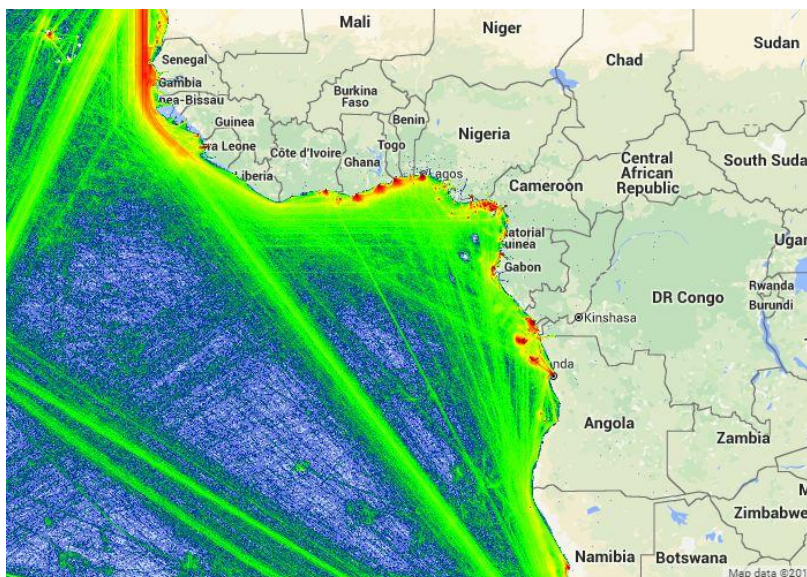 Mali
Niger
Sudan
Chad
Senegal
Gambia
nea-Bissau
Burkina
Faso
Guinea
Benin
Nigeria
rra Leone
Côte d'Ivoire
Togo
Ghana
Lagos
Liberia
Central
African
Republic
South Suda
Cameroon
atorial
uinea
Gabon
Ugan
DR Congo
Rwanda
Burundi
Kinshasa
nda
Angola
Zambia
M
Zimbabwe
Namibia
Botswana
Map data ©201